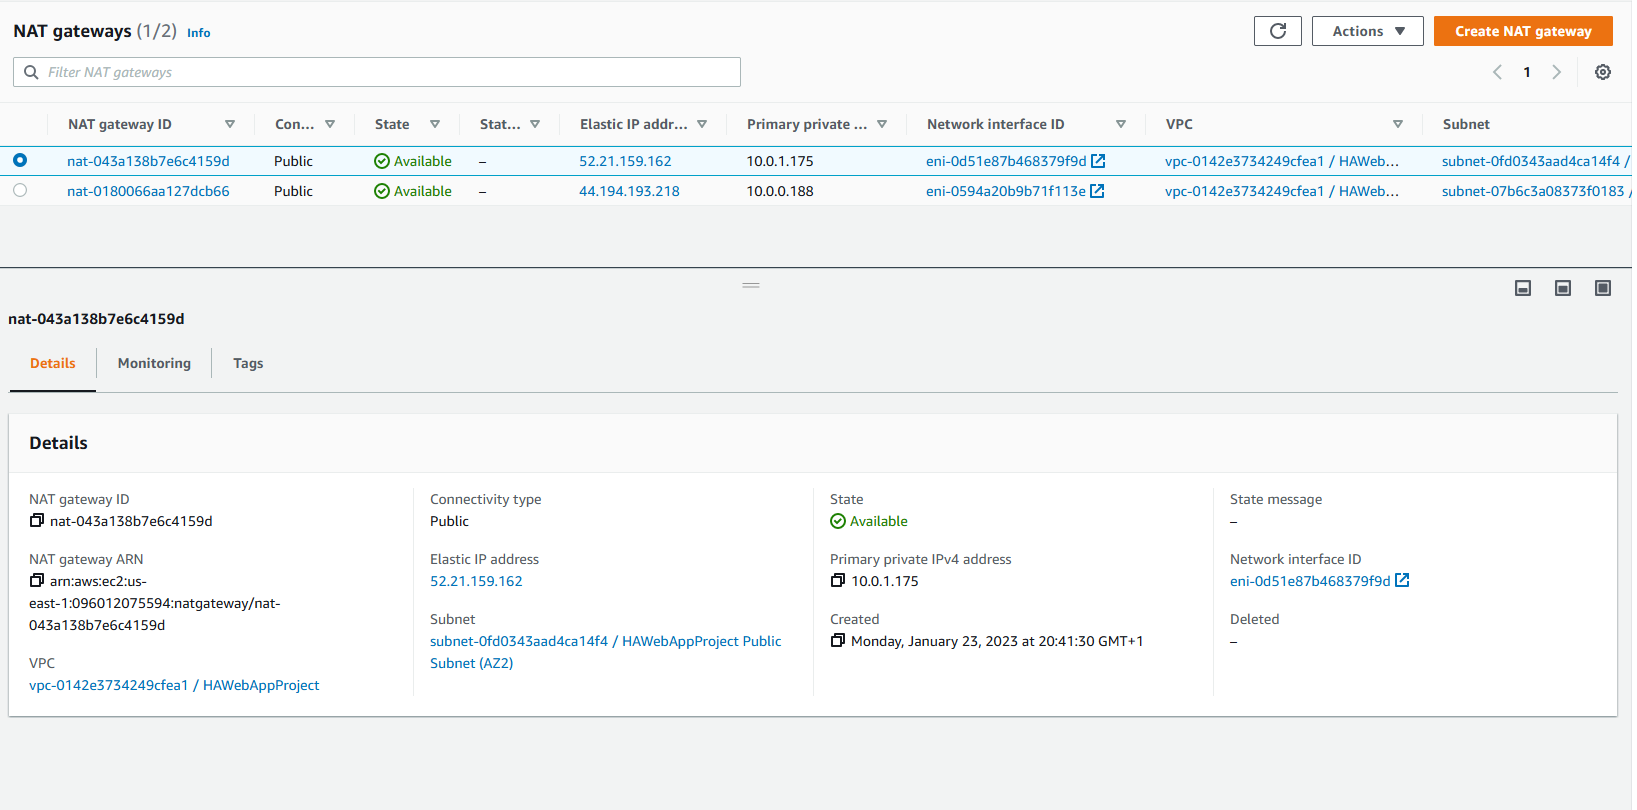 NAT gateways (1/2) Info
Actions
Create NAT gateway
Filter NAT gateways
1
NAT gateway ID Con... State Stat... Elastic IP addr... Primary private ... Network interface ID VPC Subnet
nat-043a138b7e6c4159d Public Available – 52.21.159.162 10.0.1.175 eni-0d51e87b468379f9d vpc-0142e3734249cfea1 / HAWeb... subnet-0fd0343aad4ca14f4 /
nat-0180066aa127dcb66 Public Available – 44.194.193.218 10.0.0.188 eni-0594a20b9b71f113e vpc-0142e3734249cfea1 / HAWeb... subnet-07b6c3a08373f0183 /
nat-043a138b7e6c4159d
Details Monitoring Tags
Details
NAT gateway ID
nat-043a138b7e6c4159d
NAT gateway ARN
arn:aws:ec2:us-
east-1:096012075594:natgateway/nat-
043a138b7e6c4159d
VPC
vpc-0142e3734249cfea1 / HAWebAppProject
Connectivity type
Public
Elastic IP address
52.21.159.162
Subnet
subnet-0fd0343aad4ca14f4 / HAWebAppProject Public
Subnet (AZ2)
State
Available
Primary private IPv4 address
10.0.1.175
Created
Monday, January 23, 2023 at 20:41:30 GMT+1
State message
–
Network interface ID
eni-0d51e87b468379f9d
Deleted
–